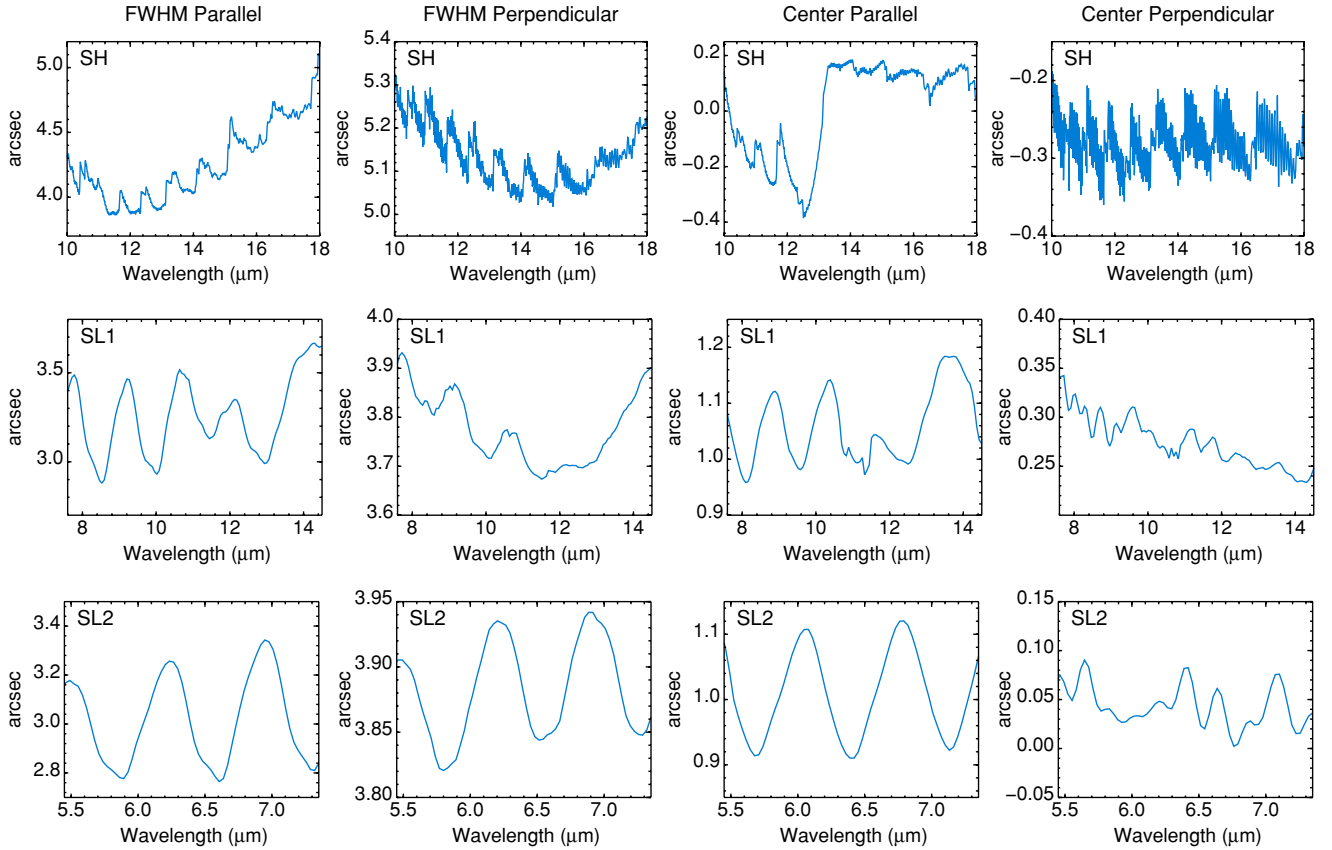 FWHM Parallel FWHM Perpendicular Center Parallel Center Perpendicular
SH SH SH SH
5.0 4.5 4.0
5.4 5.3 5.2 5.1 5.0
0.2 0.0 −0.2 −0.4
−0.2 −0.3 −0.4
arcsec arcsec arcsec arcsec
10 12 14 16 18 10 12 14 16 18 10 12 14 16 18 10 12 14 16 18
Wavelength (μm) Wavelength (μm) Wavelength (μm) Wavelength (μm)
SL1 SL1 SL1 SL1
3.5 3.0
4.0 3.9 3.8 3.7 3.6
1.2 1.1 1.0 0.9
0.40 0.35 0.30 0.25
arcsec arcsec arcsec arcsec
8 10 12 14 8 10 12 14 8 10 12 14 8 10 12 14
Wavelength (μm) Wavelength (μm) Wavelength (μm) Wavelength (μm)
SL2 SL2 SL2 SL2
3.4 3.2 3.0 2.8
3.95 3.90 3.85 3.80
1.1 1.0 0.9
0.15 0.10 0.05 0.00 −0.05
arcsec arcsec arcsec arcsec
5.5 6.0 6.5 7.0 5.5 6.0 6.5 7.0 5.5 6.0 6.5 7.0 5.5 6.0 6.5 7.0
Wavelength (μm) Wavelength (μm) Wavelength (μm) Wavelength (μm)